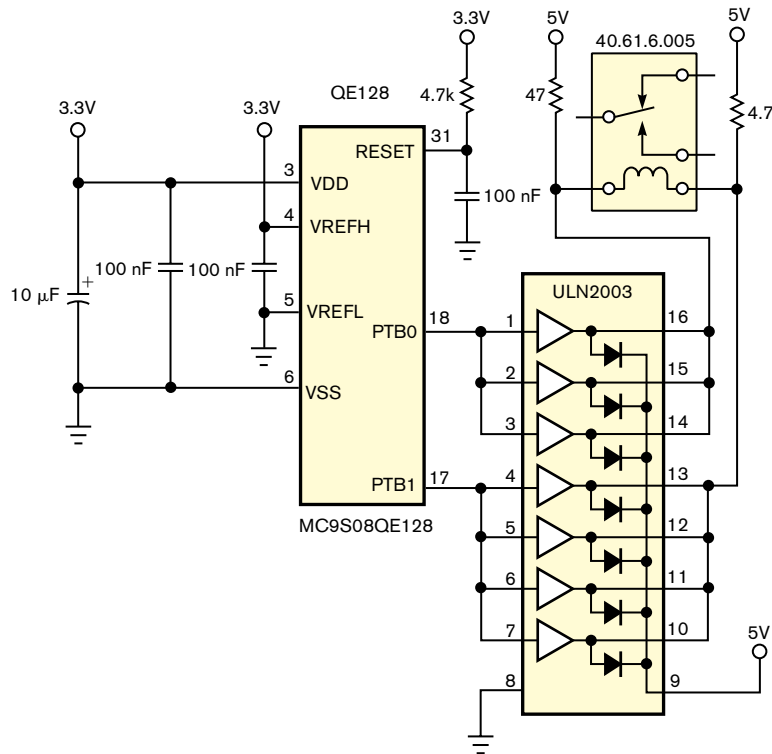 3.3V
5V
5V
40.61.6.005
QE128
3.3V
3.3V
4.7k
47
4.7
31
RESET
3
VDD
100 nF
4
VREFH
100 nF
100 nF
10 µF
+
5
VREFL
ULN2003
18
PTB0
1
16
6
VSS
2
15
3
14
17
PTB1
4
13
MC9S08QE128
5
12
6
11
7
10
5V
8
9